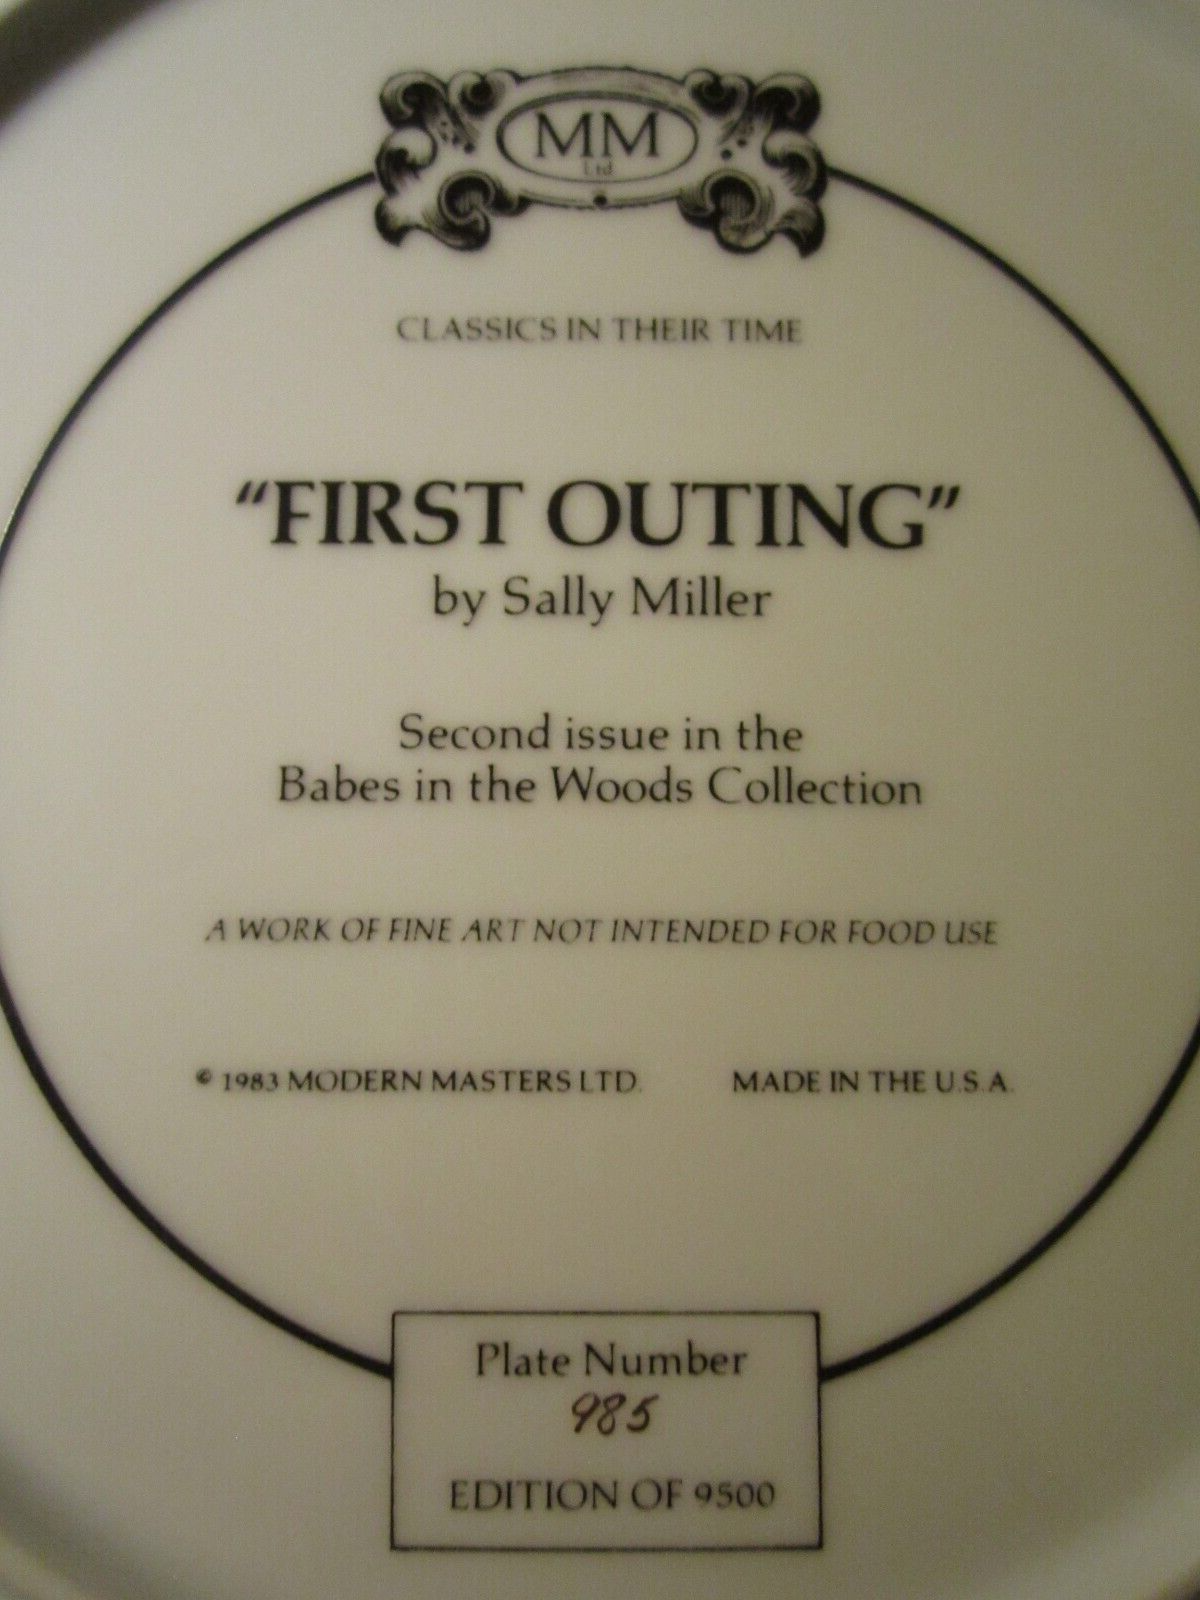 MM
Ltd
CLASSICS IN THEIR TIME
“FIRST OUTING”
by Sally Miller
Second issue in the
Babes in the Woods Collection
A WORK OF FINE ART NOT INTENDED FOR FOOD USE
© 1983 MODERN MASTERS LTD. MADE IN THE U.S.A.
Plate Number
985
EDITION OF 9500